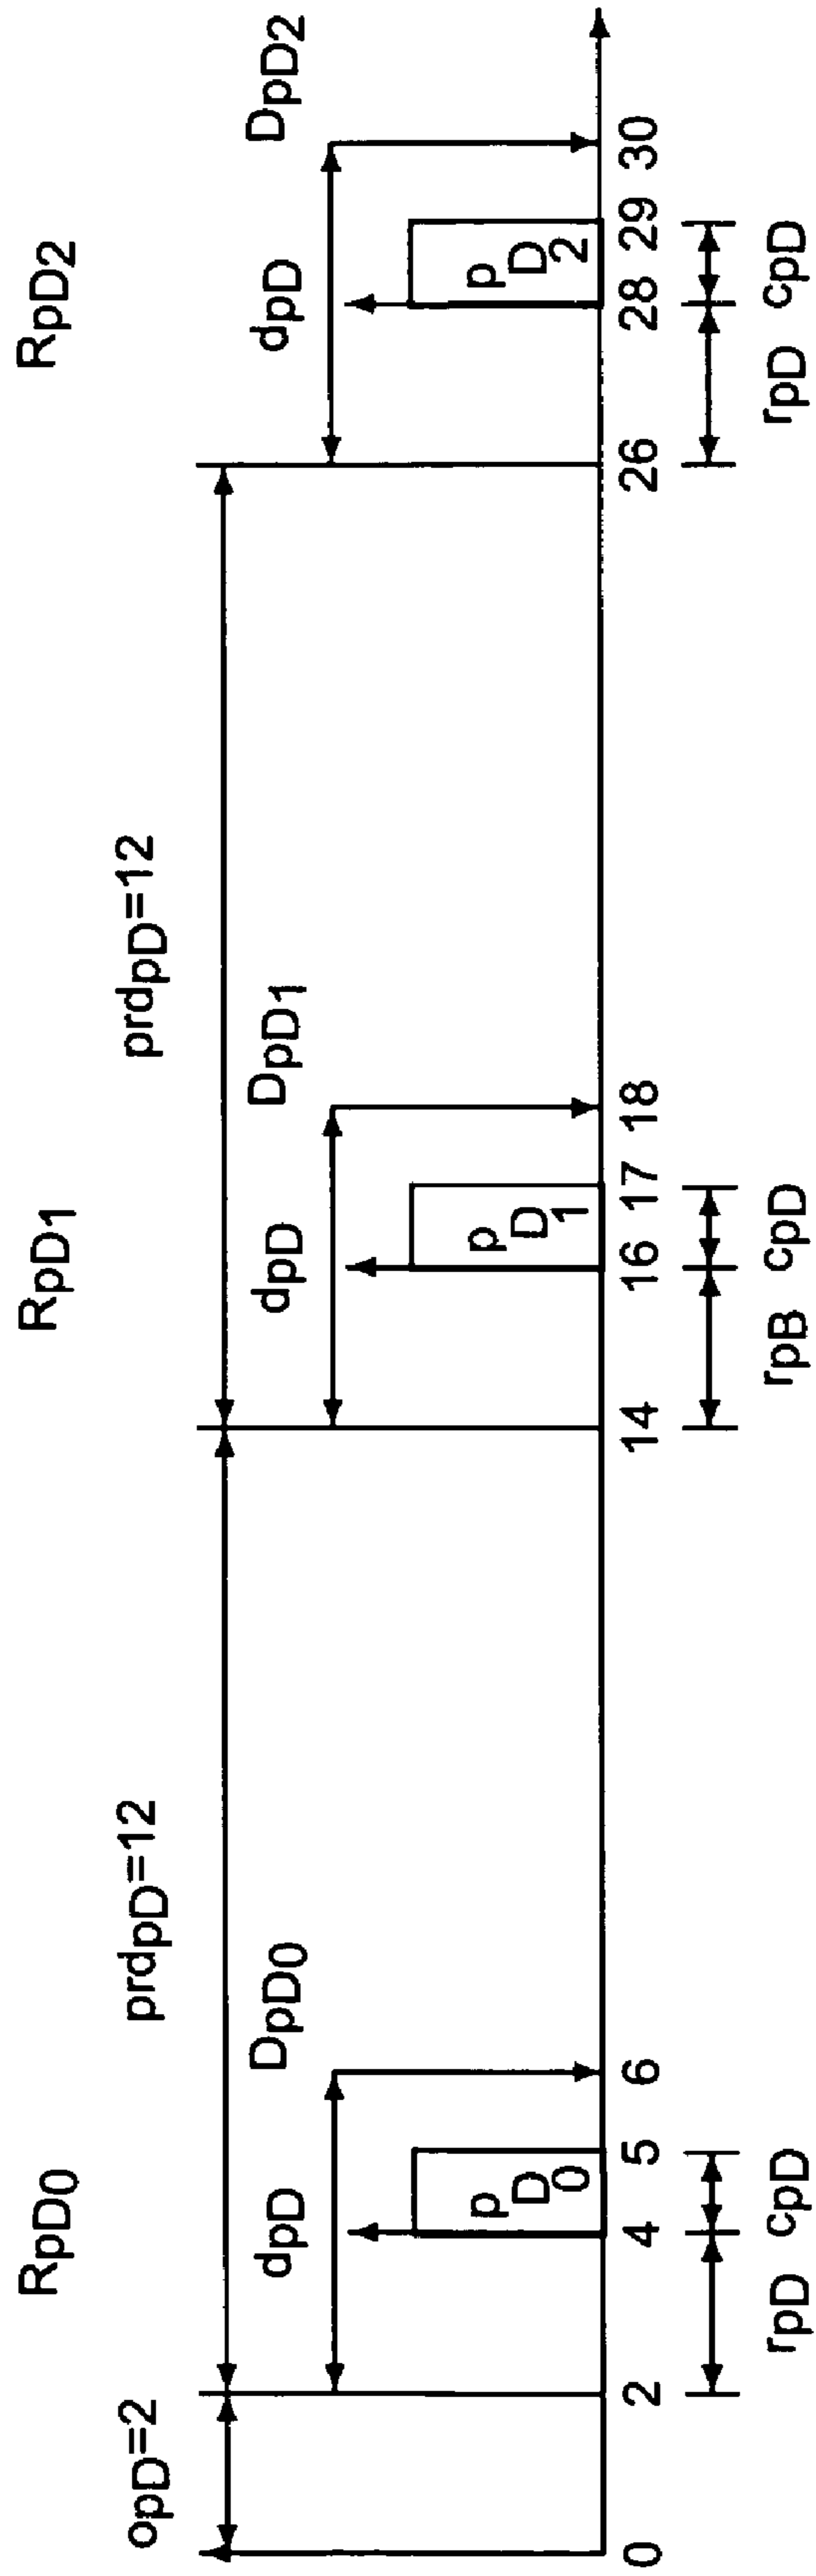 RpD0 RpD1 RpD2
opD=2 prdpD=12 prdpD=12
dpD DpD0 dpD DpD1 dpD DpD2
pD0 pD1 pD2
0 2 4 5 6 14 16 17 18 26 28 29 30
rpD cpD rpB cpD rpD cpD